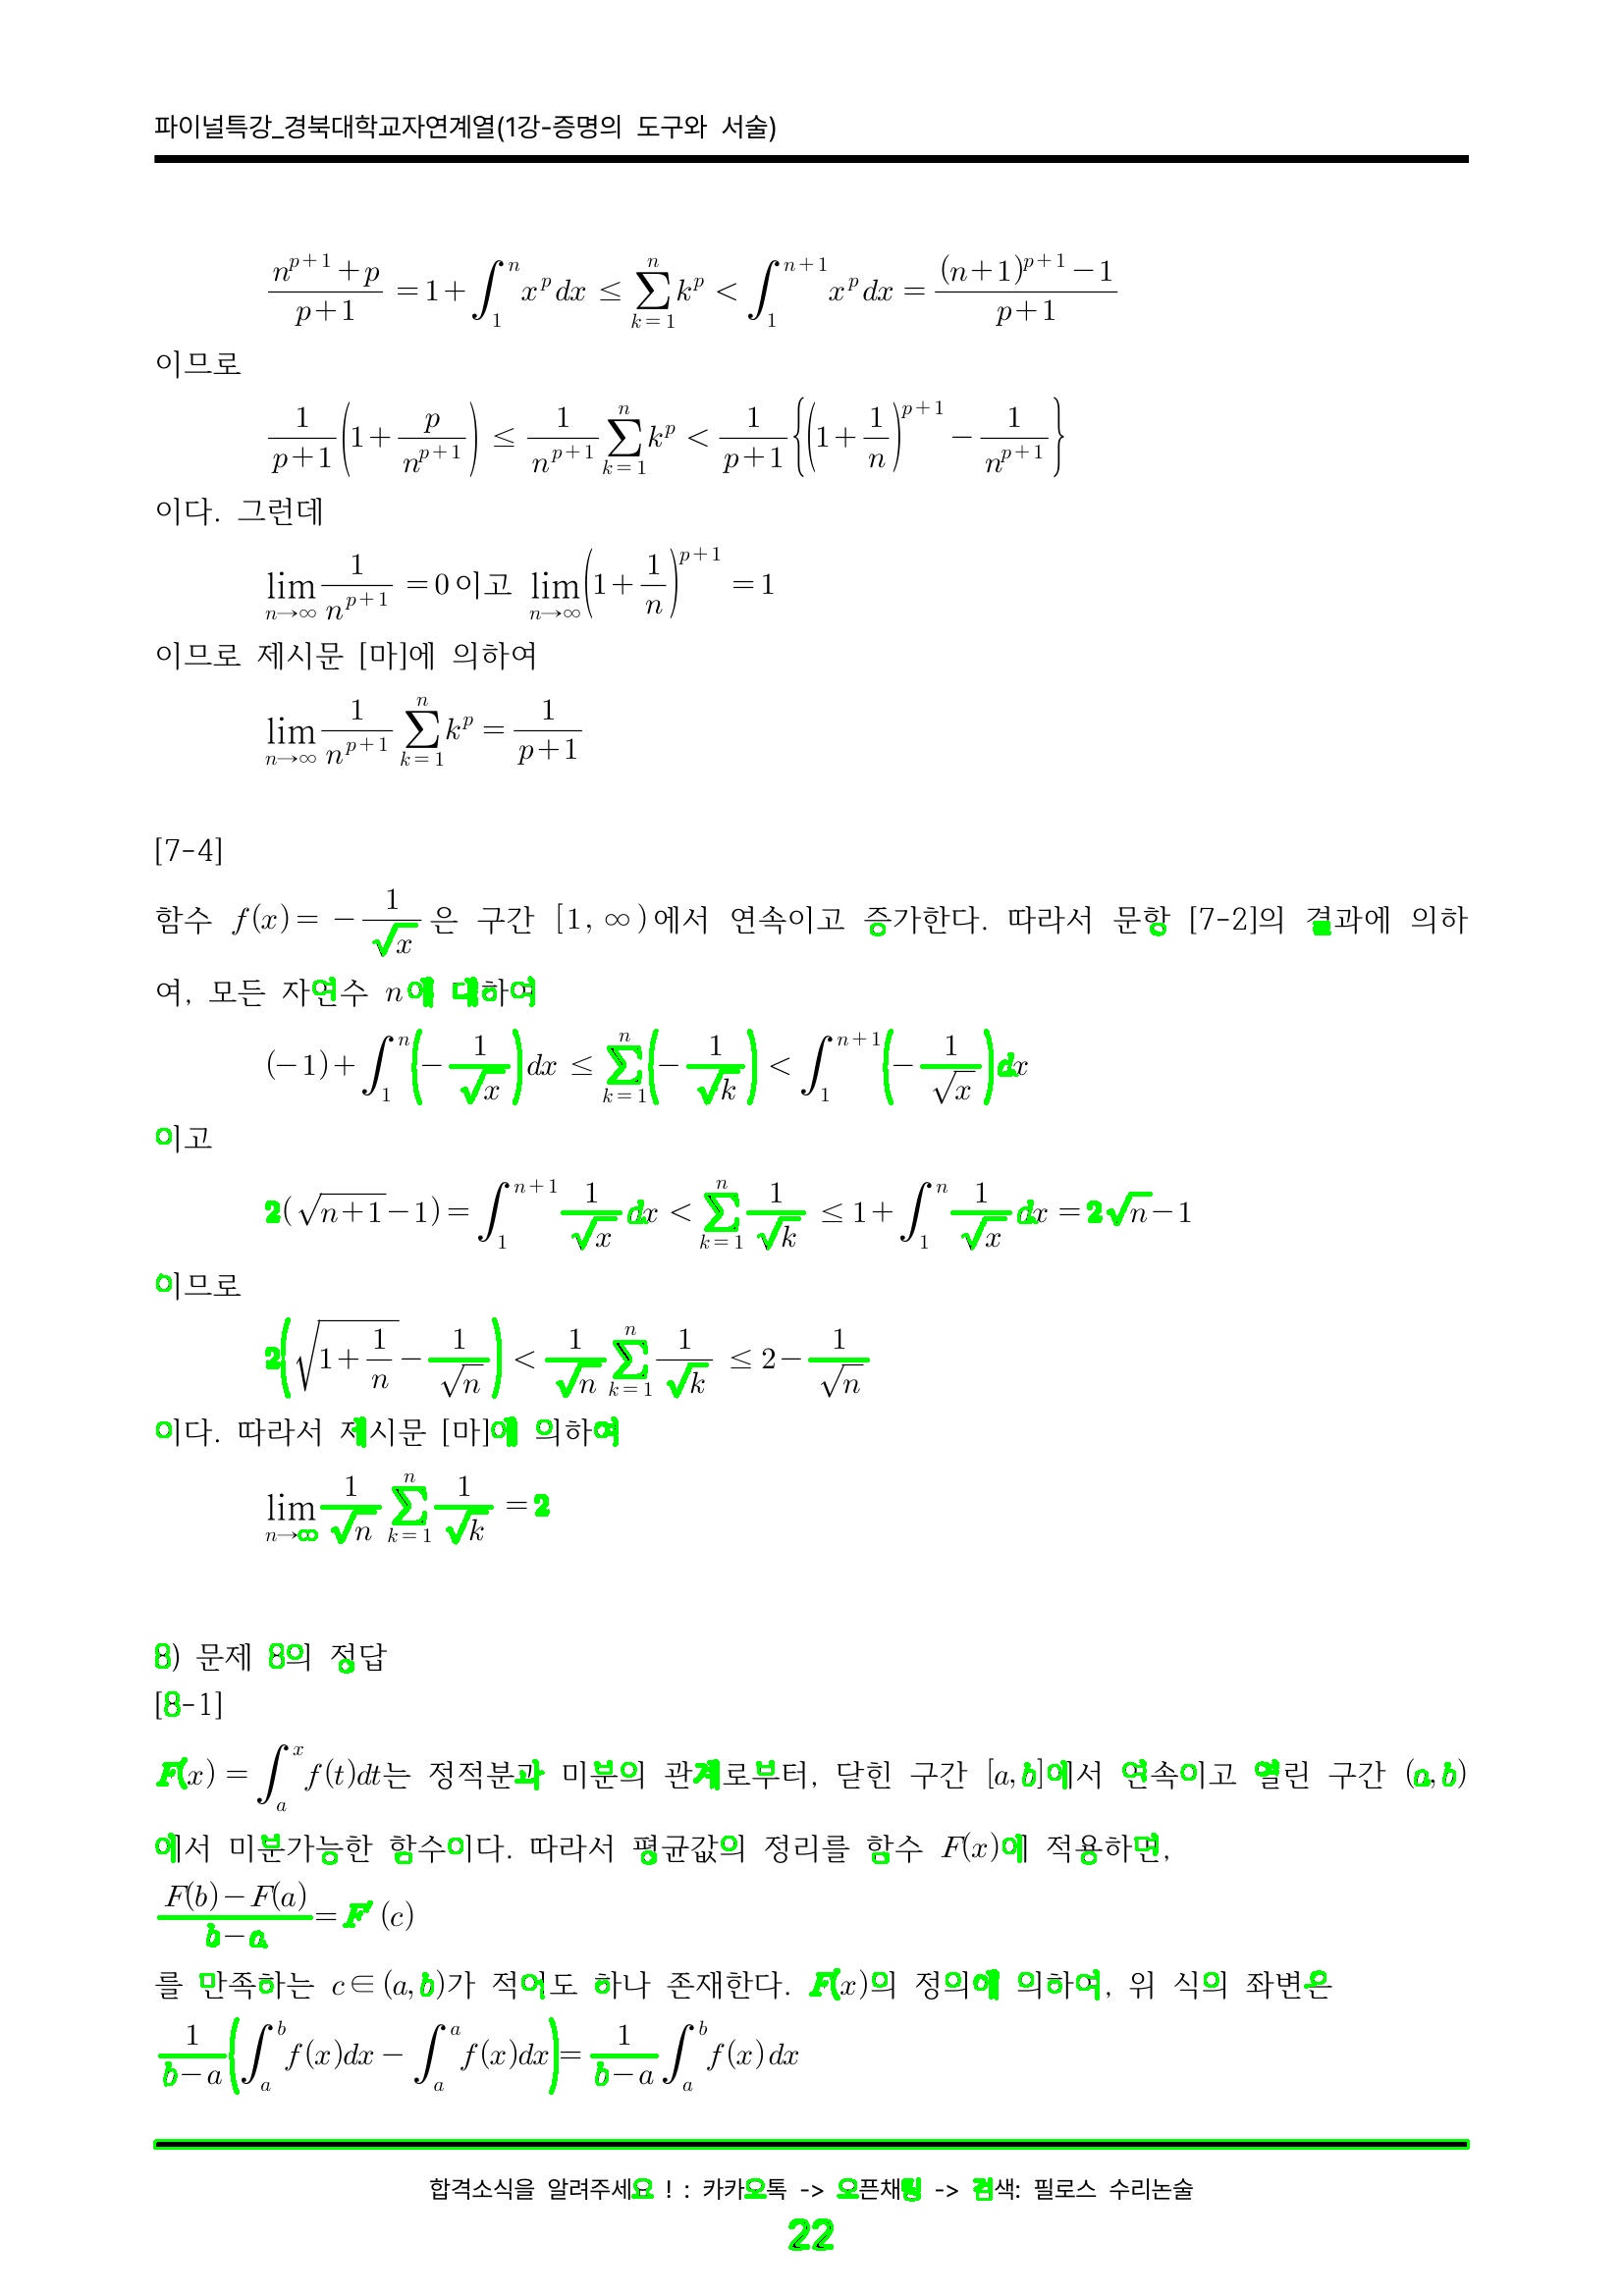 파이널특강_경북대학교자연계열(1강-증명의 도구와 서술)
$\frac{n^{p+1}+p}{p+1}=1+\int_1^n x^p dx \le \sum_{k=1}^n k^p < \int_1^{n+1} x^p dx = \frac{(n+1)^{p+1}-1}{p+1}$
이므로
$\frac{1}{p+1}\left(1+\frac{p}{n^{p+1}}\right) \le \frac{1}{n^{p+1}}\sum_{k=1}^n k^p < \frac{1}{p+1}\left\{\left(1+\frac{1}{n}\right)^{p+1}-\frac{1}{n^{p+1}}\right\}$
이다. 그런데
$\lim_{n\to\infty}\frac{1}{n^{p+1}}=0$이고 $\lim_{n\to\infty}\left(1+\frac{1}{n}\right)^{p+1}=1$
이므로 제시문 [마]에 의하여
$\lim_{n\to\infty}\frac{1}{n^{p+1}}\sum_{k=1}^n k^p=\frac{1}{p+1}$
[7-4]
함수 $f(x)=-\frac{1}{\sqrt{x}}$은 구간 $[1,\infty)$에서 연속이고 증가한다. 따라서 문항 [7-2]의 결과에 의하
여, 모든 자연수 $n$에 대하여
$(-1)+\int_1^n\left(-\frac{1}{\sqrt{x}}\right)dx \le \sum_{k=1}^n\left(-\frac{1}{\sqrt{k}}\right) < \int_1^{n+1}\left(-\frac{1}{\sqrt{x}}\right)dx$
이고
$2(\sqrt{n+1}-1)=\int_1^{n+1}\frac{1}{\sqrt{x}}dx < \sum_{k=1}^n\frac{1}{\sqrt{k}} \le 1+\int_1^n\frac{1}{\sqrt{x}}dx=2\sqrt{n}-1$
이므로
$2\left(\sqrt{1+\frac{1}{n}}-\frac{1}{\sqrt{n}}\right) < \frac{1}{\sqrt{n}}\sum_{k=1}^n\frac{1}{\sqrt{k}} \le 2-\frac{1}{\sqrt{n}}$
이다. 따라서 제시문 [마]에 의하여
$\lim_{n\to\infty}\frac{1}{\sqrt{n}}\sum_{k=1}^n\frac{1}{\sqrt{k}}=2$
8) 문제 8의 정답
[8-1]
$F(x)=\int_a^x f(t)dt$는 정적분과 미분의 관계로부터, 닫힌 구간 $[a,b]$에서 연속이고 열린 구간 $(a,b)$
에서 미분가능한 함수이다. 따라서 평균값의 정리를 함수 $F(x)$에 적용하면,
$\frac{F(b)-F(a)}{b-a}=F'(c)$
를 만족하는 $c\in(a,b)$가 적어도 하나 존재한다. $F(x)$의 정의에 의하여, 위 식의 좌변은
$\frac{1}{b-a}\left(\int_a^b f(x)dx-\int_a^a f(x)dx\right)=\frac{1}{b-a}\int_a^b f(x)dx$
합격소식을 알려주세요 ! : 카카오톡 -> 오픈채팅 -> 검색: 필로스 수리논술
22